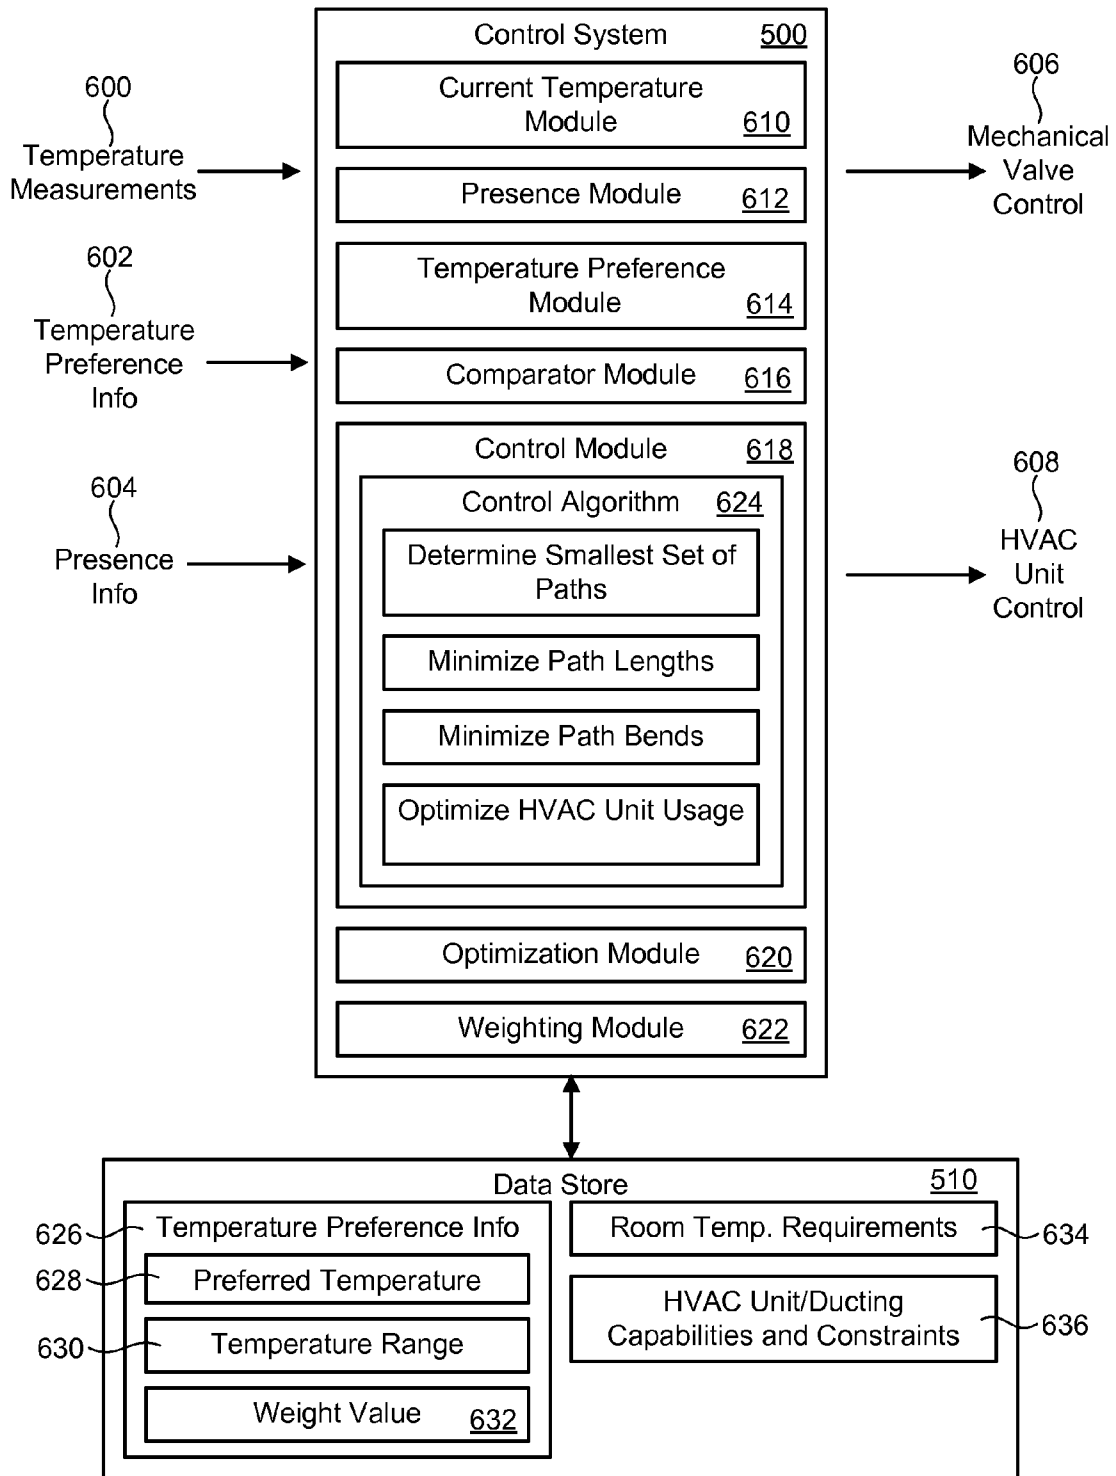 Control System 500
Current Temperature
Module 610
Presence Module 612
Temperature Preference
Module 614
Comparator Module 616
Control Module 618
Control Algorithm 624
Determine Smallest Set of
Paths
Minimize Path Lengths
Minimize Path Bends
Optimize HVAC Unit Usage
Optimization Module 620
Weighting Module 622
600
Temperature
Measurements
602
Temperature
Preference
Info
604
Presence
Info
606
Mechanical
Valve
Control
608
HVAC
Unit
Control
Data Store 510
626 Temperature Preference Info
628 Preferred Temperature
630 Temperature Range
Weight Value 632
Room Temp. Requirements 634
HVAC Unit/Ducting
Capabilities and Constraints 636